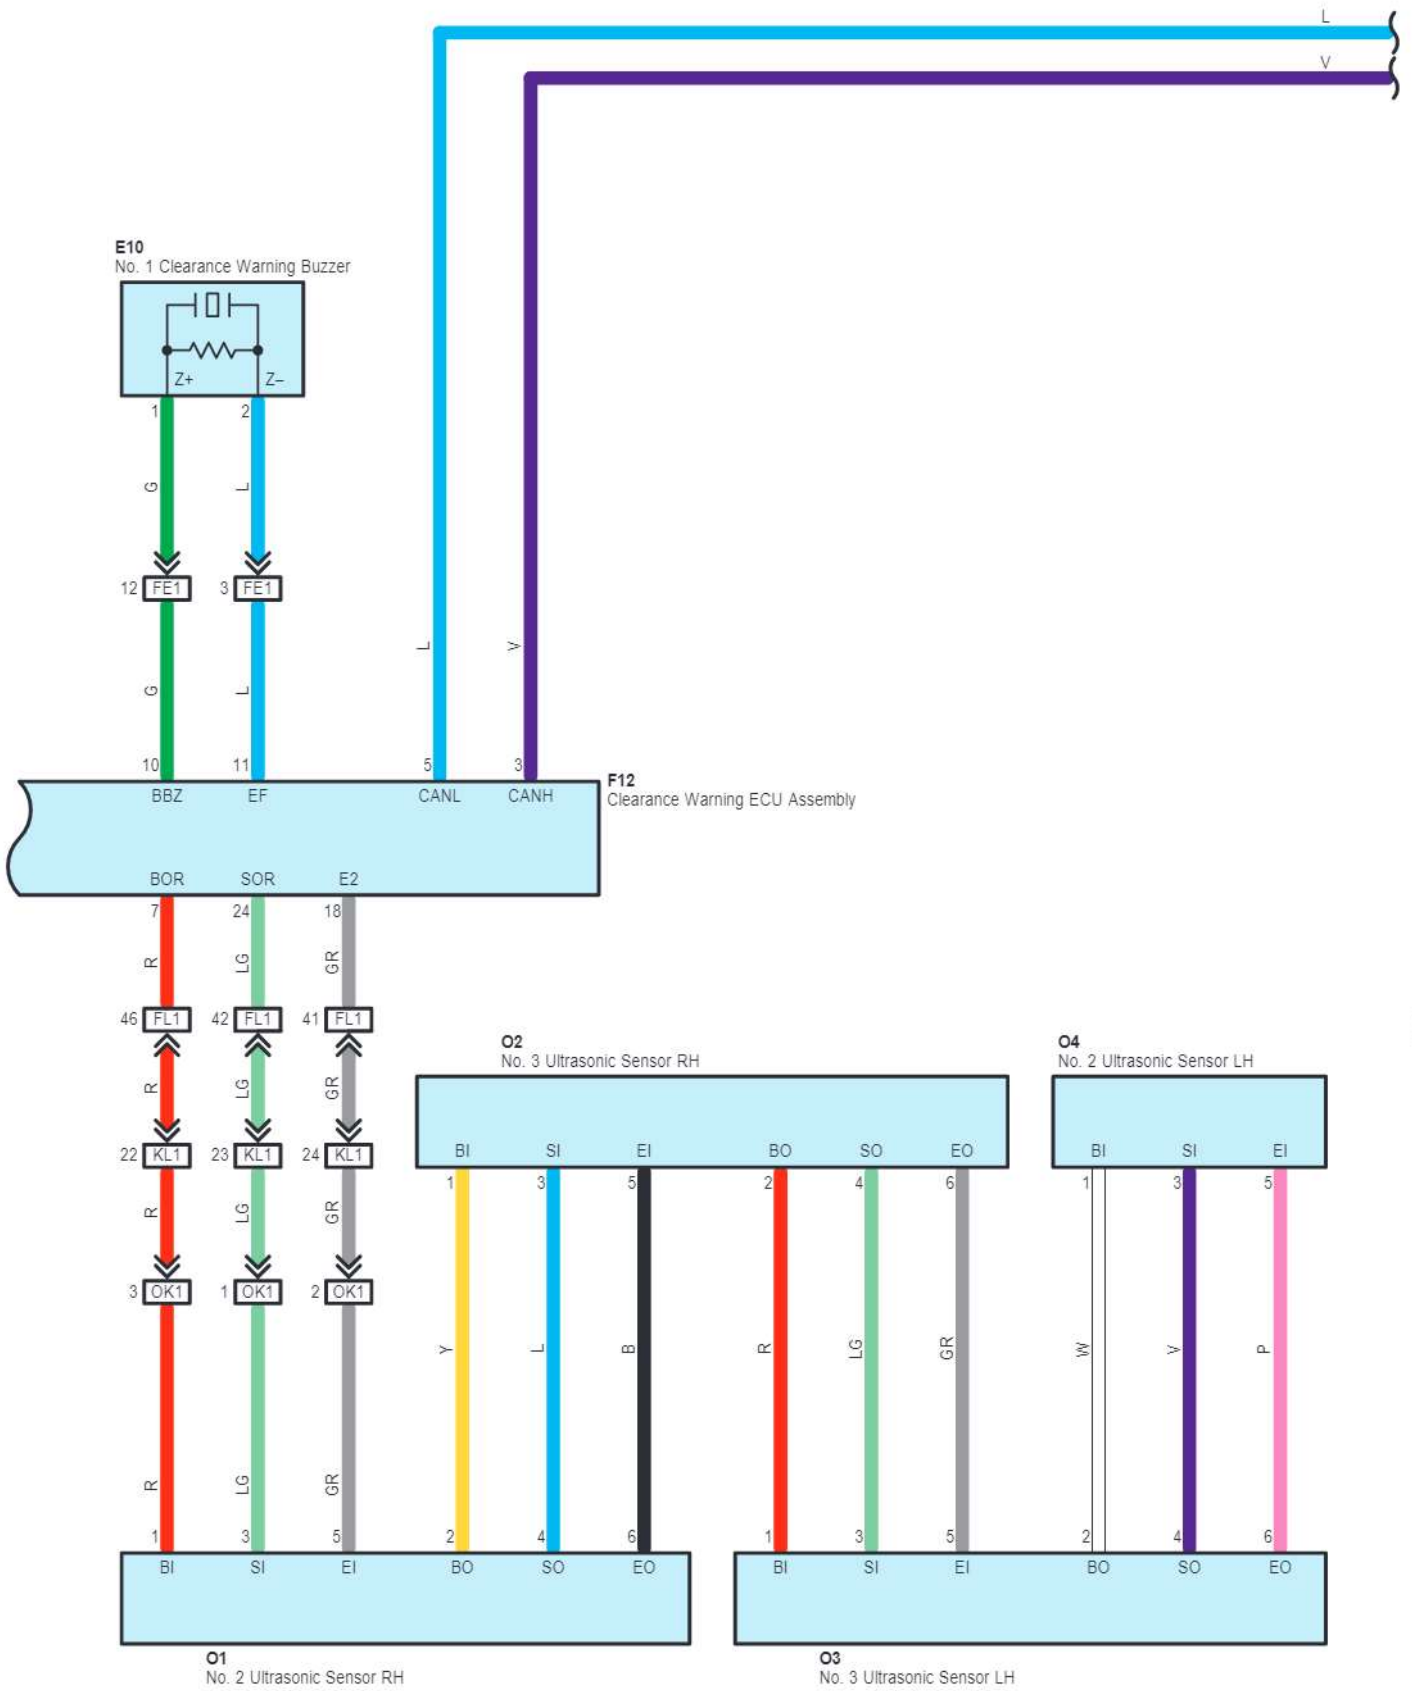 L
V
E10
No. 1 Clearance Warning Buzzer
Z+ Z–
1 2
G L
12 FE1 3 FE1
L V
G L
10 11 5 3
F12
Clearance Warning ECU Assembly
BBZ EF CANL CANH
BOR SOR E2
7 24 18
R LG GR
46 FL1 42 FL1 41 FL1
O2
No. 3 Ultrasonic Sensor RH
O4
No. 2 Ultrasonic Sensor LH
R LG GR
22 KL1 23 KL1 24 KL1
BI SI EI BO SO EO BI SI EI
1 3 5 2 4 6 1 3 5
R LG GR
3 OK1 1 OK1 2 OK1
Y L B R LG GR W V P
R LG GR
1 3 5 2 4 6 1 3 5 2 4 6
BI SI EI BO SO EO BI SI EI BO SO EO
O1
No. 2 Ultrasonic Sensor RH
O3
No. 3 Ultrasonic Sensor LH